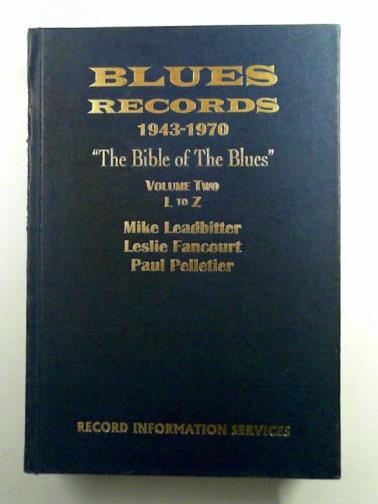 BLUES
RECORDS
1943-1970
"The Bible of The Blues"
VOLUME TWO
L TO Z
Mike Leadbitter
Leslie Fancourt
Paul Pelletier
RECORD INFORMATION SERVICES